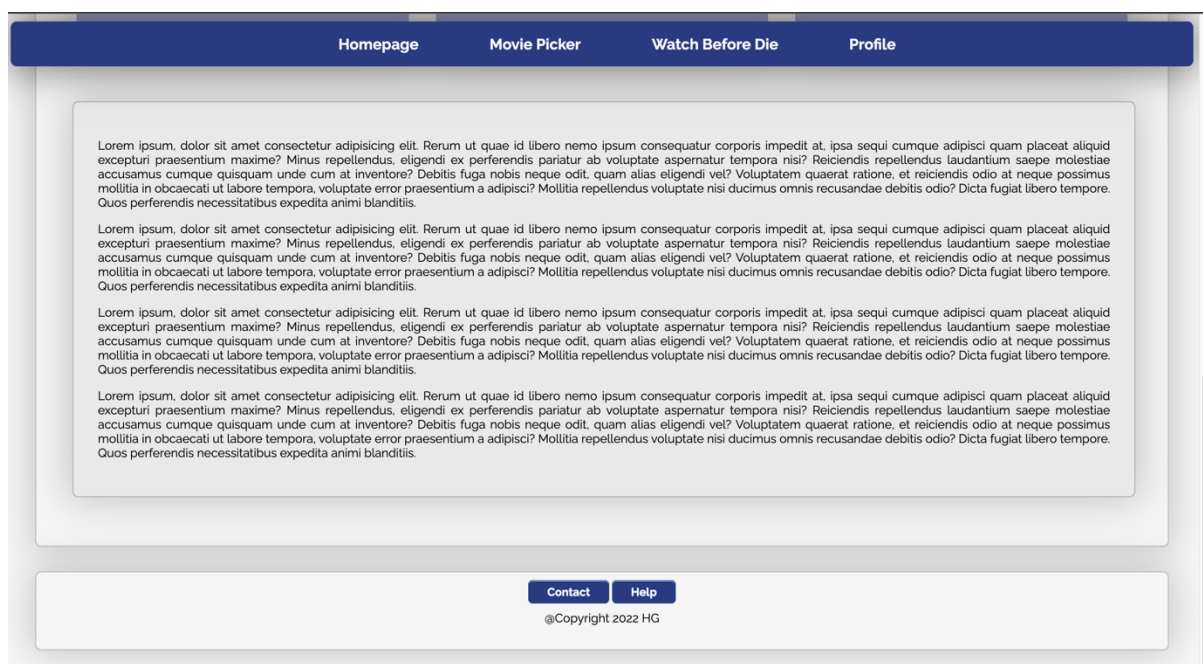 Homepage Movie Picker Watch Before Die Profile
Lorem ipsum, dolor sit amet consectetur adipisicing elit. Rerum ut quae id libero nemo ipsum consequatur corporis impedit at, ipsa sequi cumque adipisci quam placeat aliquid
excepturi praesentium maxime? Minus repellendus, eligendi ex perferendis pariatur ab voluptate aspernatur tempora nisi? Reiciendis repellendus laudantium saepe molestiae
accusamus cumque quisquam unde cum at inventore? Debitis fuga nobis neque odit, quam alias eligendi vel? Voluptatem quaerat ratione, et reiciendis odio at neque possimus
mollitia in obcaecati ut labore tempora, voluptate error praesentium a adipisci? Mollitia repellendus voluptate nisi ducimus omnis recusandae debitis odio? Dicta fugiat libero tempore.
Quos perferendis necessitatibus expedita animi blanditiis.
Lorem ipsum, dolor sit amet consectetur adipisicing elit. Rerum ut quae id libero nemo ipsum consequatur corporis impedit at, ipsa sequi cumque adipisci quam placeat aliquid
excepturi praesentium maxime? Minus repellendus, eligendi ex perferendis pariatur ab voluptate aspernatur tempora nisi? Reiciendis repellendus laudantium saepe molestiae
accusamus cumque quisquam unde cum at inventore? Debitis fuga nobis neque odit, quam alias eligendi vel? Voluptatem quaerat ratione, et reiciendis odio at neque possimus
mollitia in obcaecati ut labore tempora, voluptate error praesentium a adipisci? Mollitia repellendus voluptate nisi ducimus omnis recusandae debitis odio? Dicta fugiat libero tempore.
Quos perferendis necessitatibus expedita animi blanditiis.
Lorem ipsum, dolor sit amet consectetur adipisicing elit. Rerum ut quae id libero nemo ipsum consequatur corporis impedit at, ipsa sequi cumque adipisci quam placeat aliquid
excepturi praesentium maxime? Minus repellendus, eligendi ex perferendis pariatur ab voluptate aspernatur tempora nisi? Reiciendis repellendus laudantium saepe molestiae
accusamus cumque quisquam unde cum at inventore? Debitis fuga nobis neque odit, quam alias eligendi vel? Voluptatem quaerat ratione, et reiciendis odio at neque possimus
mollitia in obcaecati ut labore tempora, voluptate error praesentium a adipisci? Mollitia repellendus voluptate nisi ducimus omnis recusandae debitis odio? Dicta fugiat libero tempore.
Quos perferendis necessitatibus expedita animi blanditiis.
Lorem ipsum, dolor sit amet consectetur adipisicing elit. Rerum ut quae id libero nemo ipsum consequatur corporis impedit at, ipsa sequi cumque adipisci quam placeat aliquid
excepturi praesentium maxime? Minus repellendus, eligendi ex perferendis pariatur ab voluptate aspernatur tempora nisi? Reiciendis repellendus laudantium saepe molestiae
accusamus cumque quisquam unde cum at inventore? Debitis fuga nobis neque odit, quam alias eligendi vel? Voluptatem quaerat ratione, et reiciendis odio at neque possimus
mollitia in obcaecati ut labore tempora, voluptate error praesentium a adipisci? Mollitia repellendus voluptate nisi ducimus omnis recusandae debitis odio? Dicta fugiat libero tempore.
Quos perferendis necessitatibus expedita animi blanditiis.
Contact Help
@Copyright 2022 HG